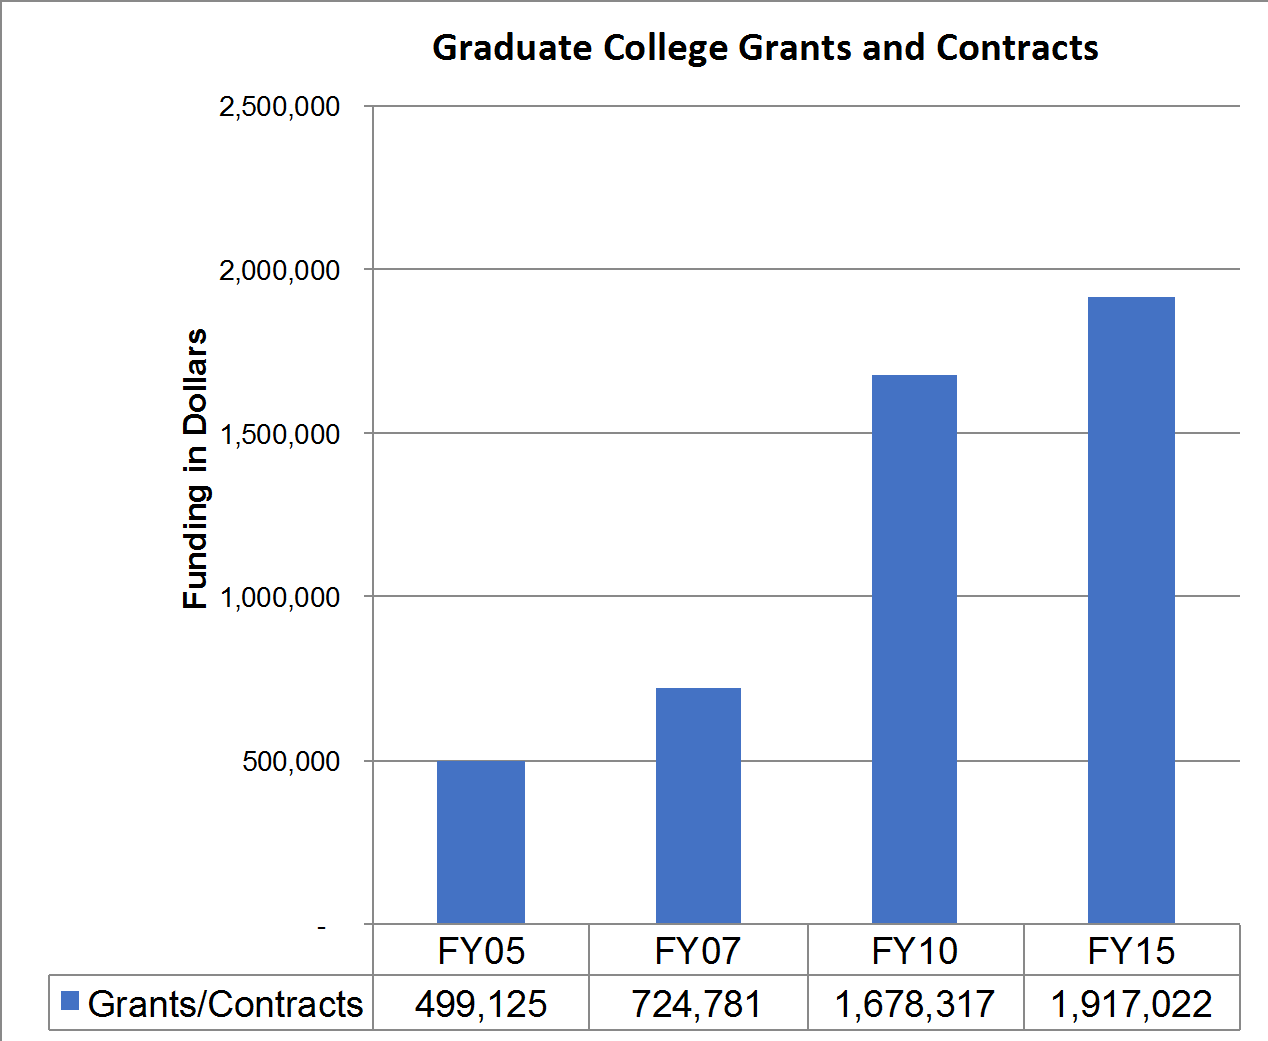 Graduate College Grants and Contracts
2,500,000
2,000,000
1,500,000
1,000,000
500,000
-
Funding in Dollars
FY05 FY07 FY10 FY15
Grants/Contracts 499,125 724,781 1,678,317 1,917,022